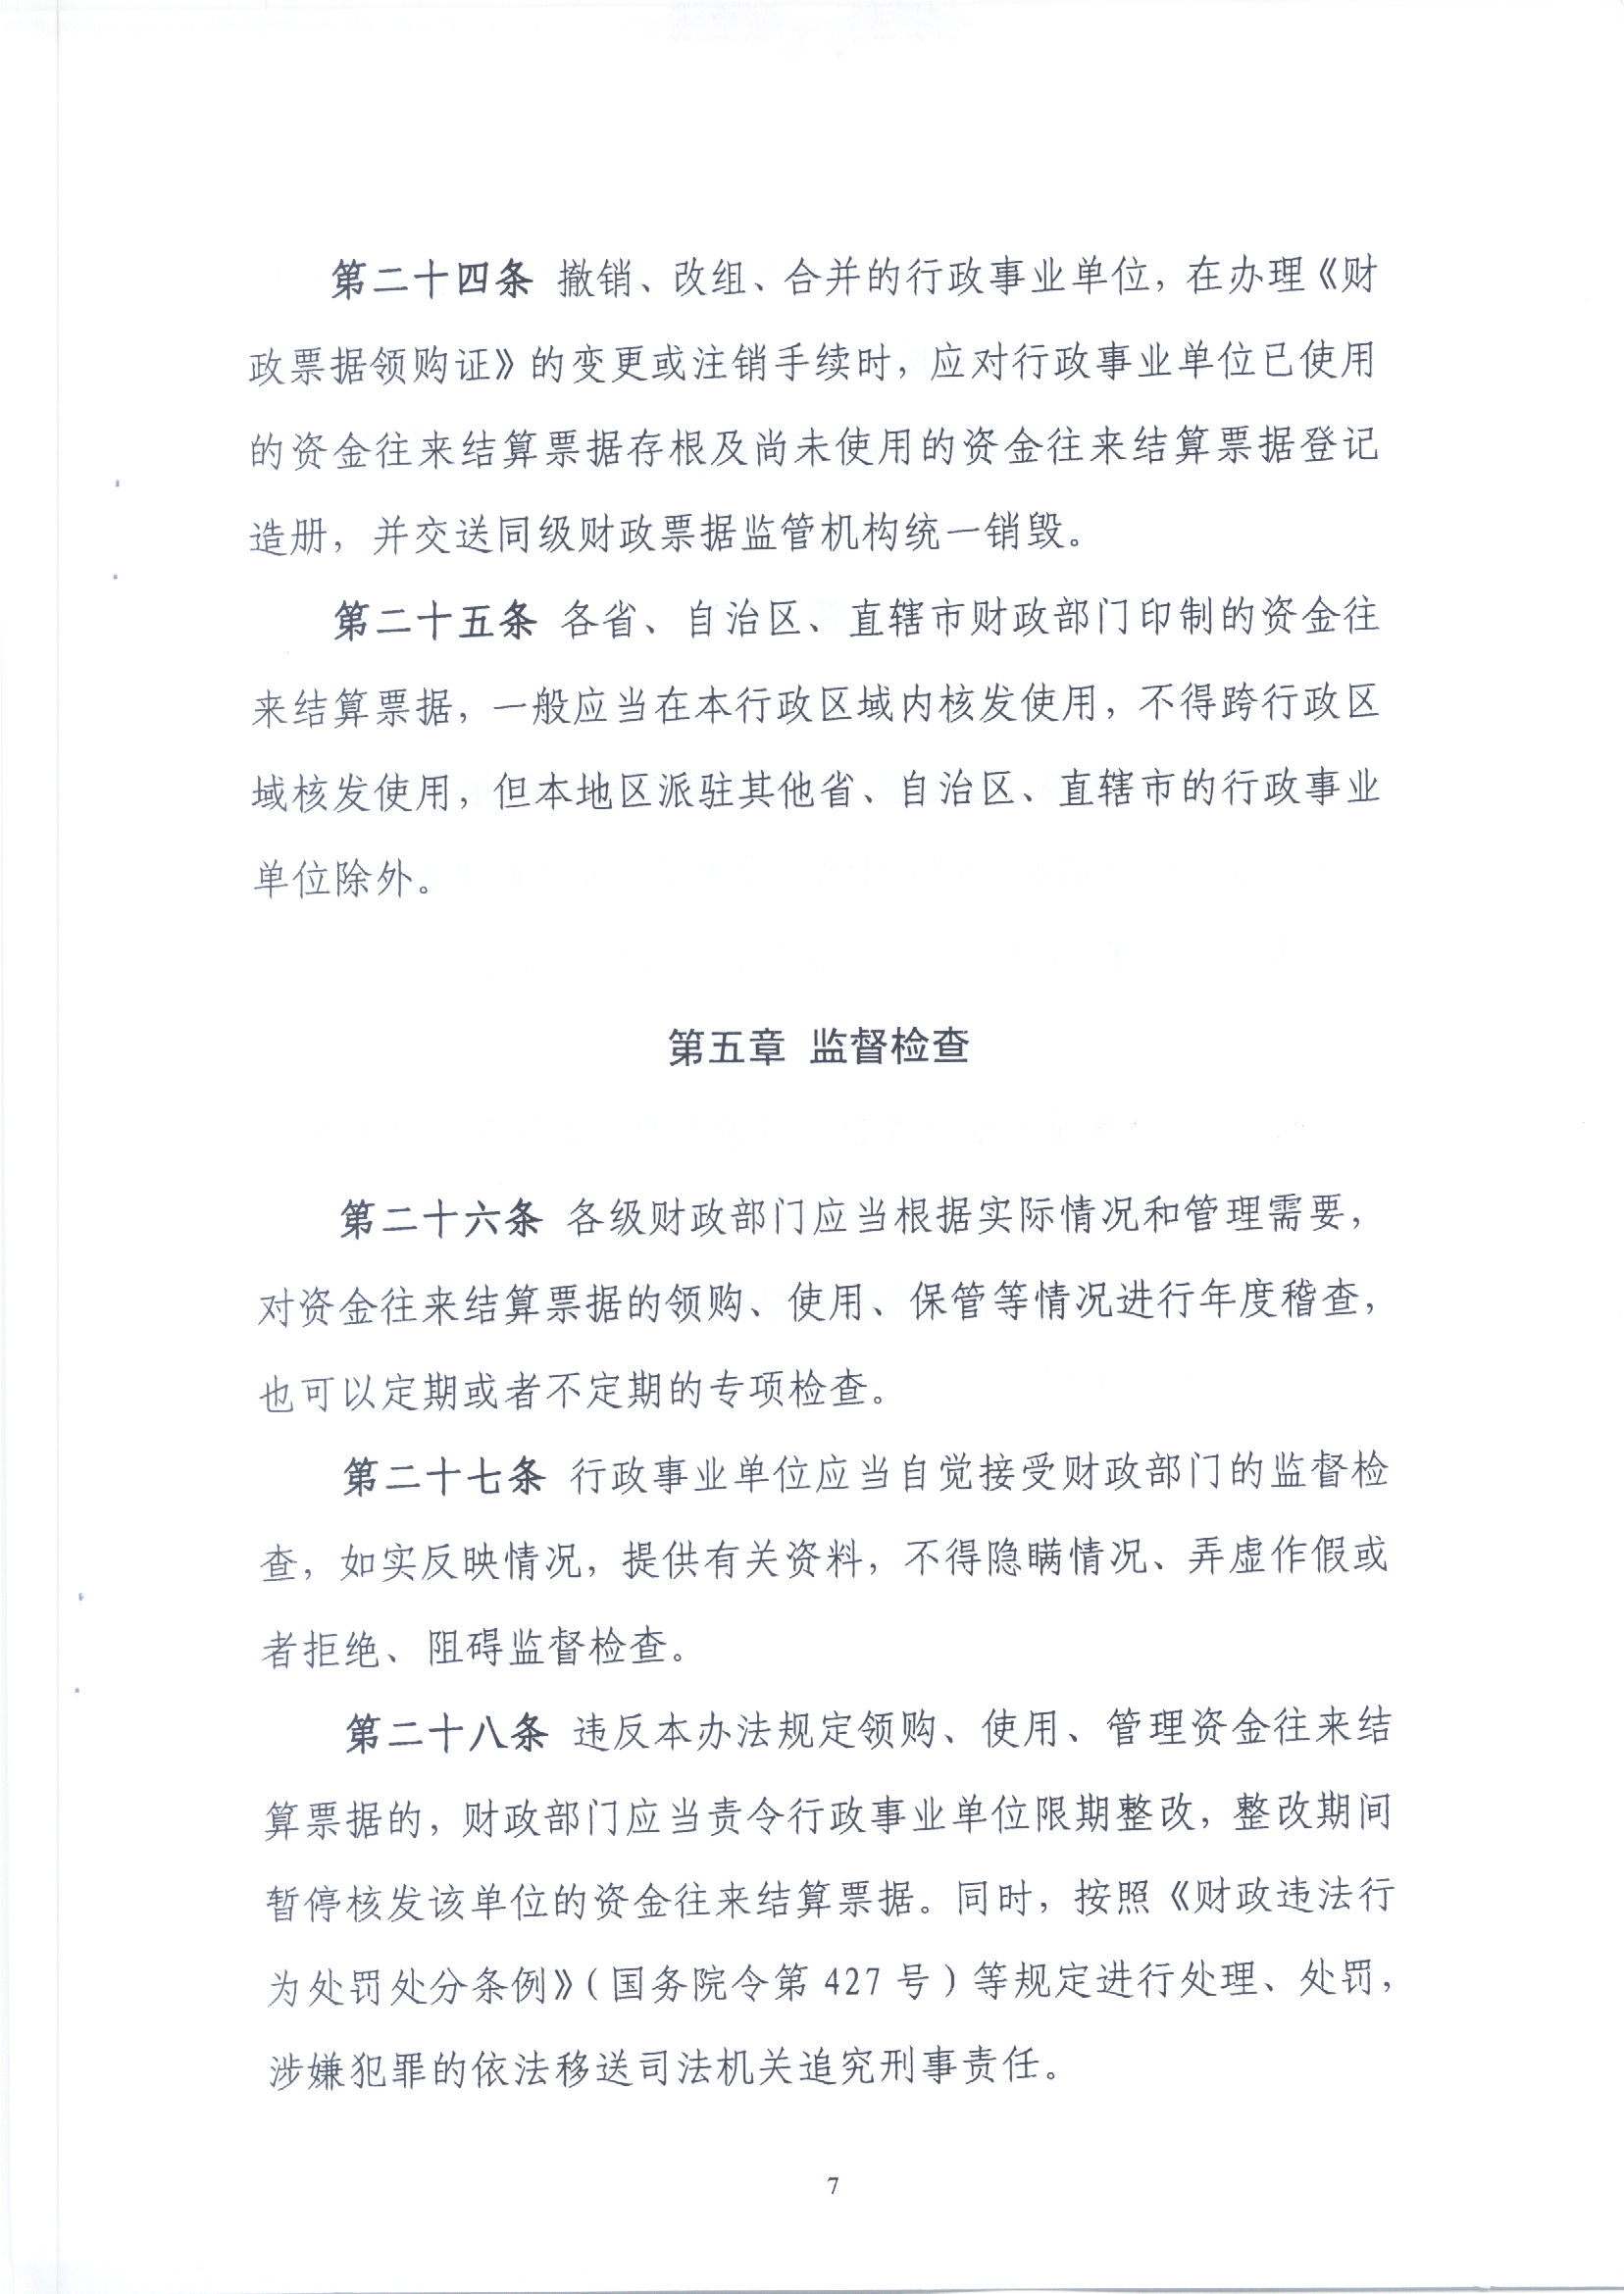 第二十四条 撤销、改组、合并的行政事业单位，在办理《财
政票据领购证》的变更或注销手续时，应对行政事业单位已使用
的资金往来结算票据存根及尚未使用的资金往来结算票据登记
造册，并交送同级财政票据监管机构统一销毁。
第二十五条 各省、自治区、直辖市财政部门印制的资金往
来结算票据，一般应当在本行政区域内核发使用，不得跨行政区
域核发使用，但本地区派驻其他省、自治区、直辖市的行政事业
单位除外。
第五章 监督检查
第二十六条 各级财政部门应当根据实际情况和管理需要，
对资金往来结算票据的领购、使用、保管等情况进行年度稽查，
也可以定期或者不定期的专项检查。
第二十七条 行政事业单位应当自觉接受财政部门的监督检
查，如实反映情况，提供有关资料，不得隐瞒情况、弄虚作假或
者拒绝、阻碍监督检查。
第二十八条 违反本办法规定领购、使用、管理资金往来结
算票据的，财政部门应当责令行政事业单位限期整改，整改期间
暂停核发该单位的资金往来结算票据。同时，按照《财政违法行
为处罚处分条例》（国务院令第 427 号）等规定进行处理、处罚，
涉嫌犯罪的依法移送司法机关追究刑事责任。
7